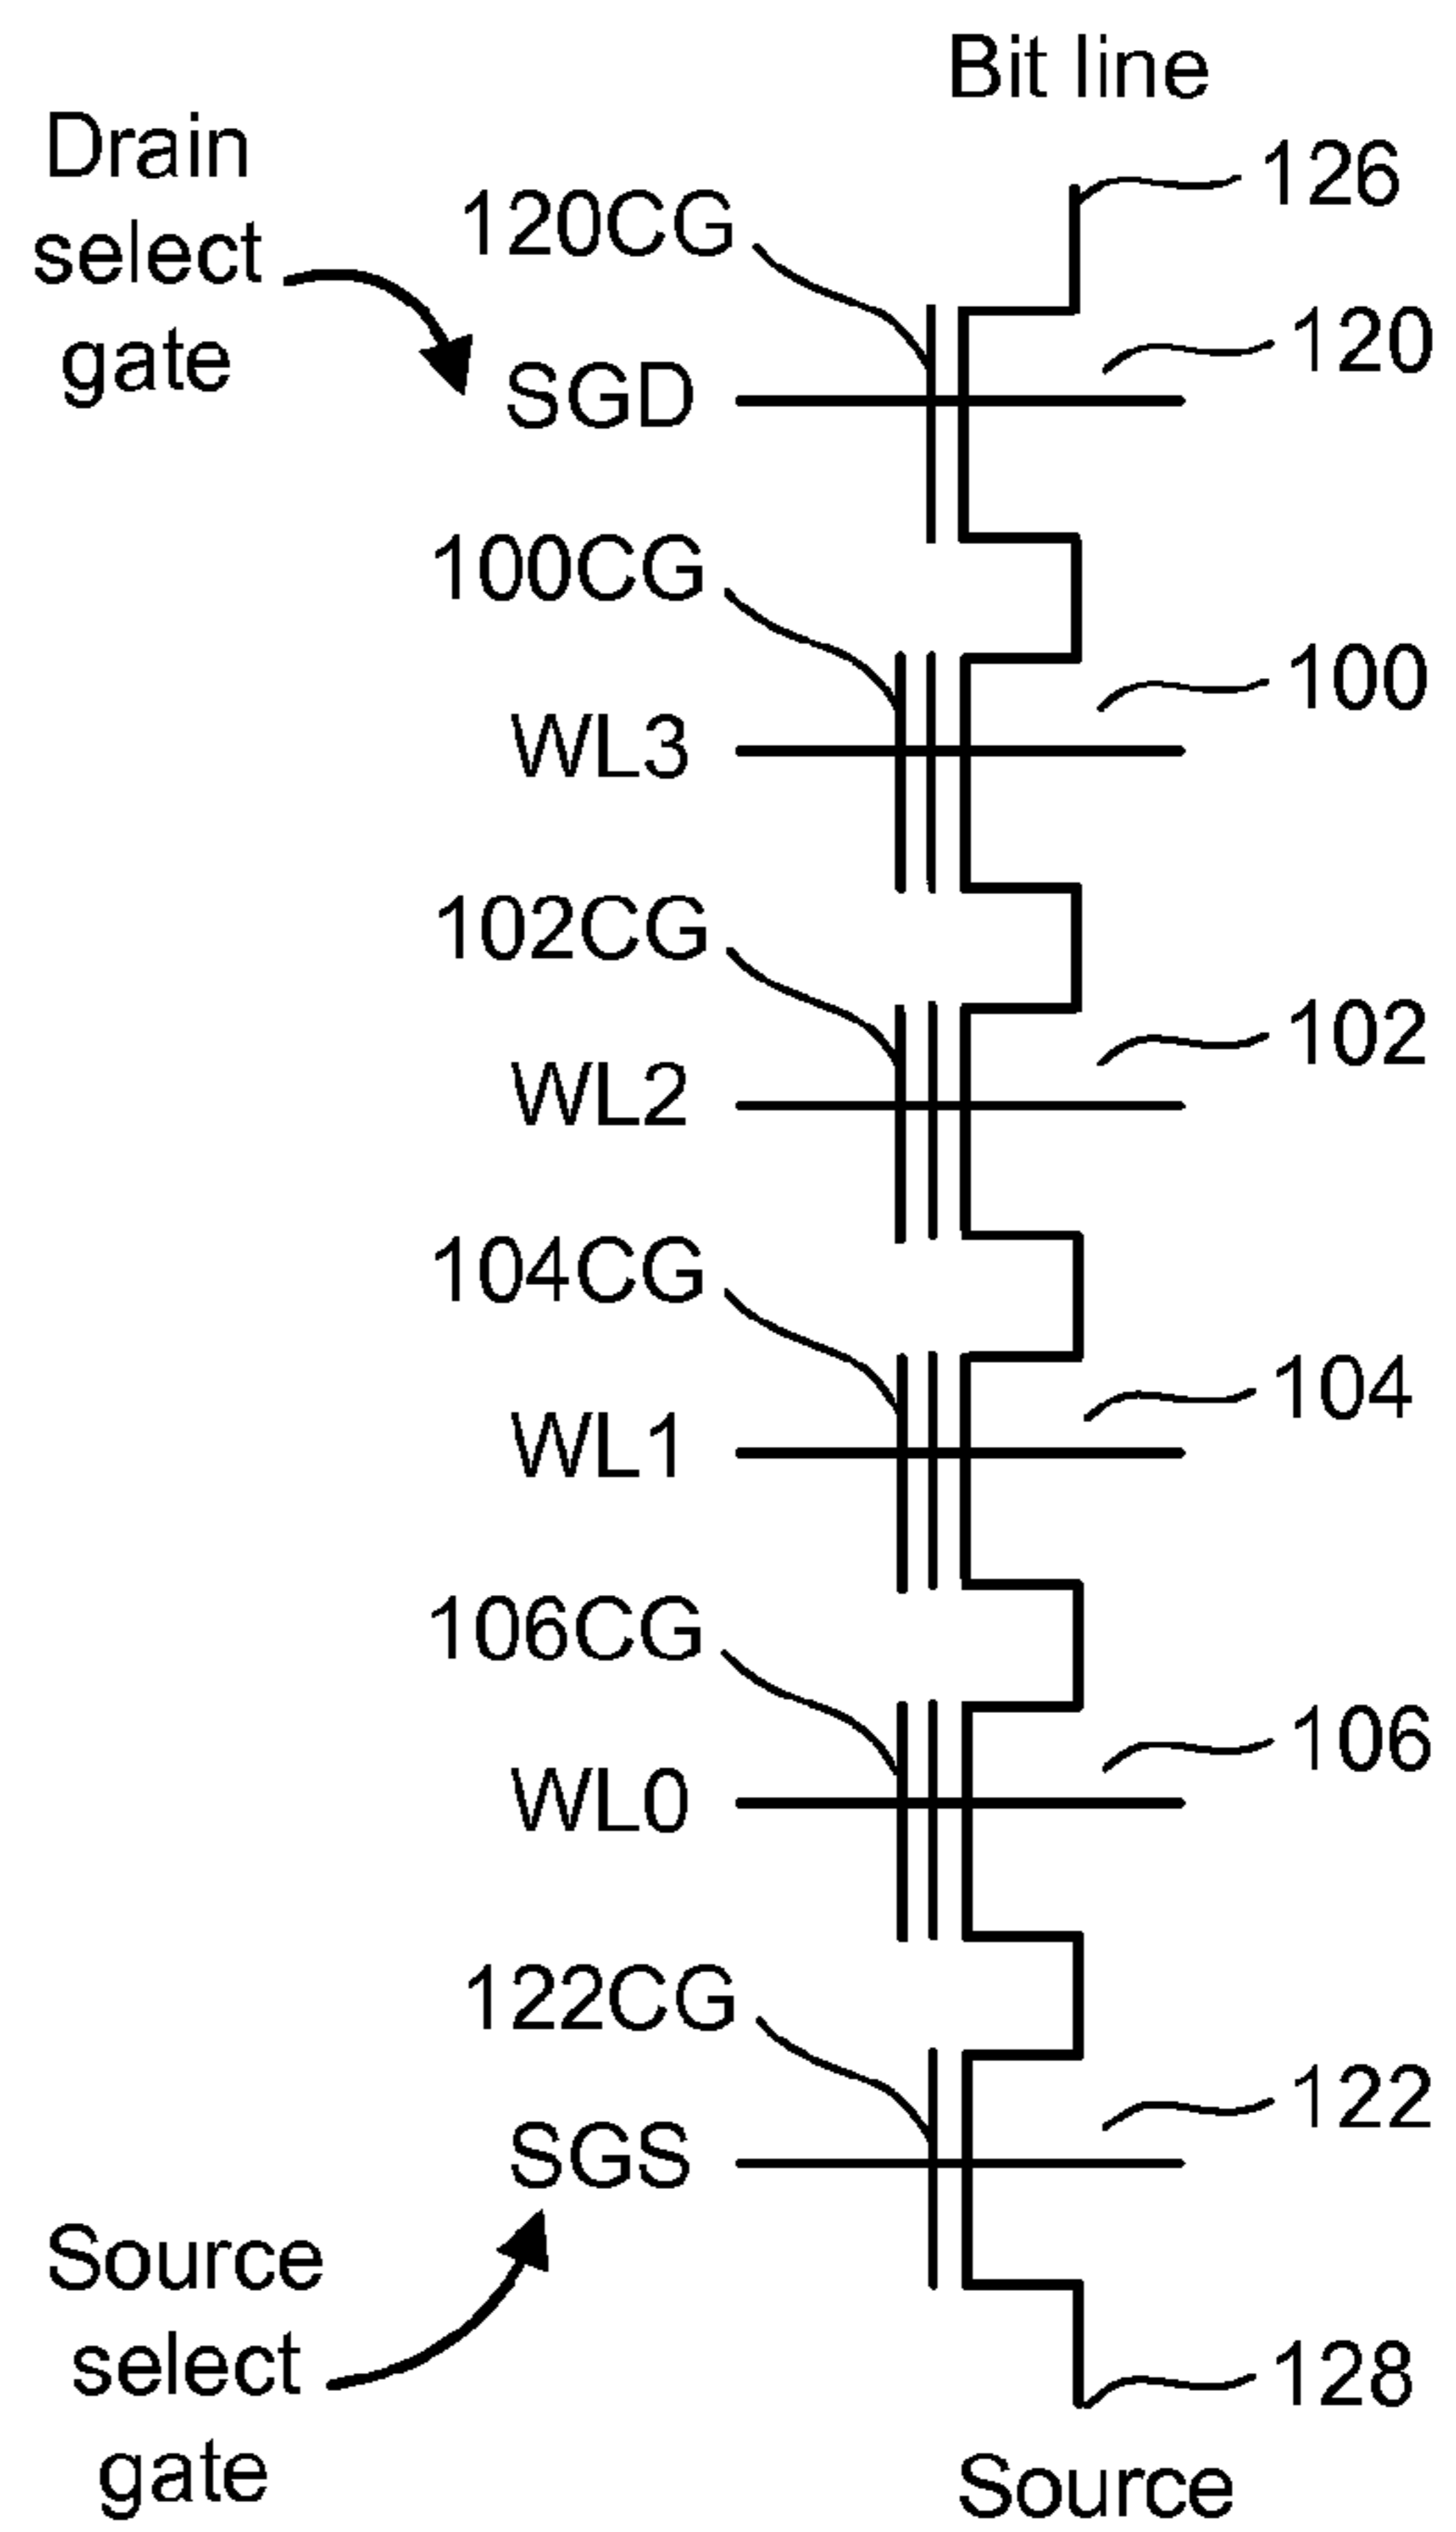 Bit line
126
Drain
select
gate
120CG
120
SGD
100CG
100
WL3
102CG
102
WL2
104CG
104
WL1
106CG
106
WL0
122CG
122
SGS
Source
select
gate
128
Source